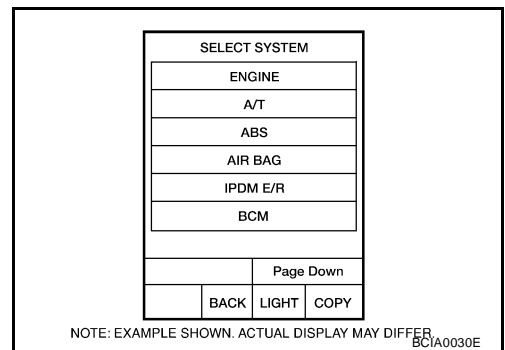 SELECT SYSTEM
ENGINE
A/T
ABS
AIR BAG
IPDM E/R
BCM
Page Down
BACK LIGHT COPY
NOTE: EXAMPLE SHOWN. ACTUAL DISPLAY MAY DIFFER.
BCIA0030E